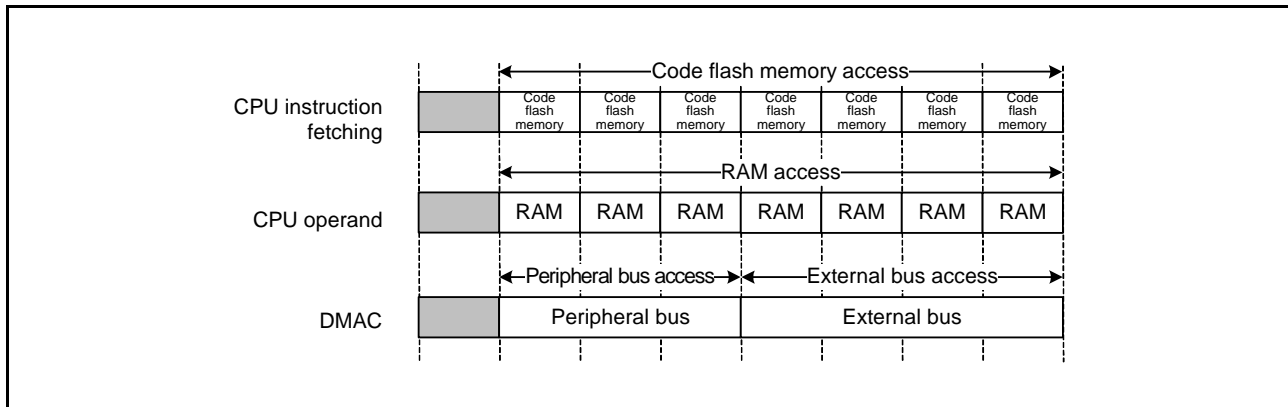 Code flash memory access
CPU instruction
fetching
Code
flash
memory
Code
flash
memory
Code
flash
memory
Code
flash
memory
Code
flash
memory
Code
flash
memory
Code
flash
memory
RAM access
CPU operand
RAM RAM RAM RAM RAM RAM RAM
Peripheral bus access External bus access
DMAC
Peripheral bus External bus